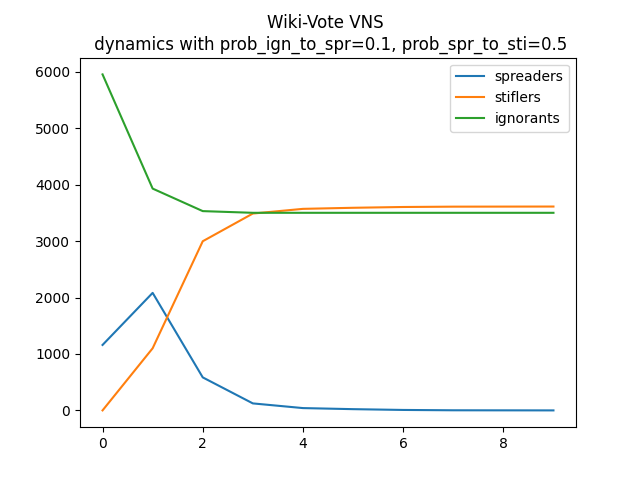 Wiki-Vote VNS
dynamics with prob_ign_to_spr=0.1, prob_spr_to_sti=0.5
spreaders
stiflers
ignorants
6000
5000
4000
3000
2000
1000
0
0 2 4 6 8